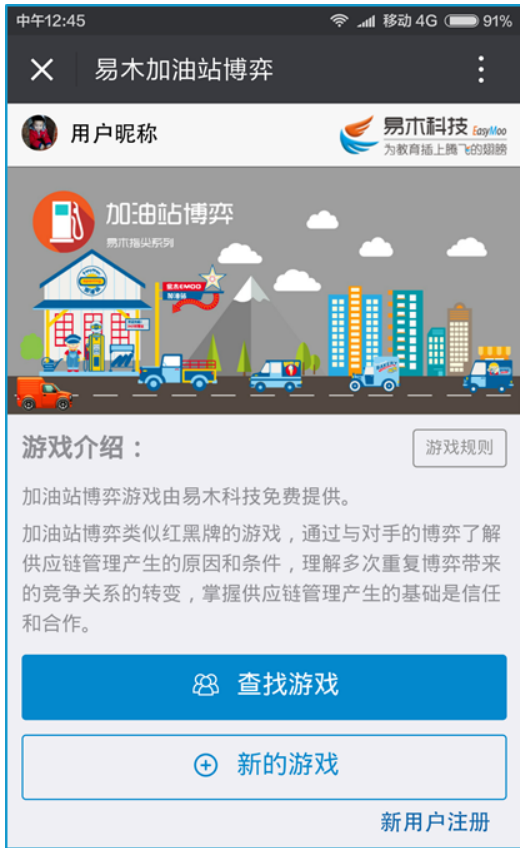 中午12:45
移动 4G 91%
易木加油站博弈
用户昵称
易木科技 EasyMoo
为教育插上腾飞的翅膀
加油站博弈
易木指尖系列
游戏介绍：
游戏规则
加油站博弈游戏由易木科技免费提供。
加油站博弈类似红黑牌的游戏，通过与对手的博弈了解
供应链管理产生的原因和条件，理解多次重复博弈带来
的竞争关系的转变，掌握供应链管理产生的基础是信任
和合作。
查找游戏
新的游戏
新用户注册